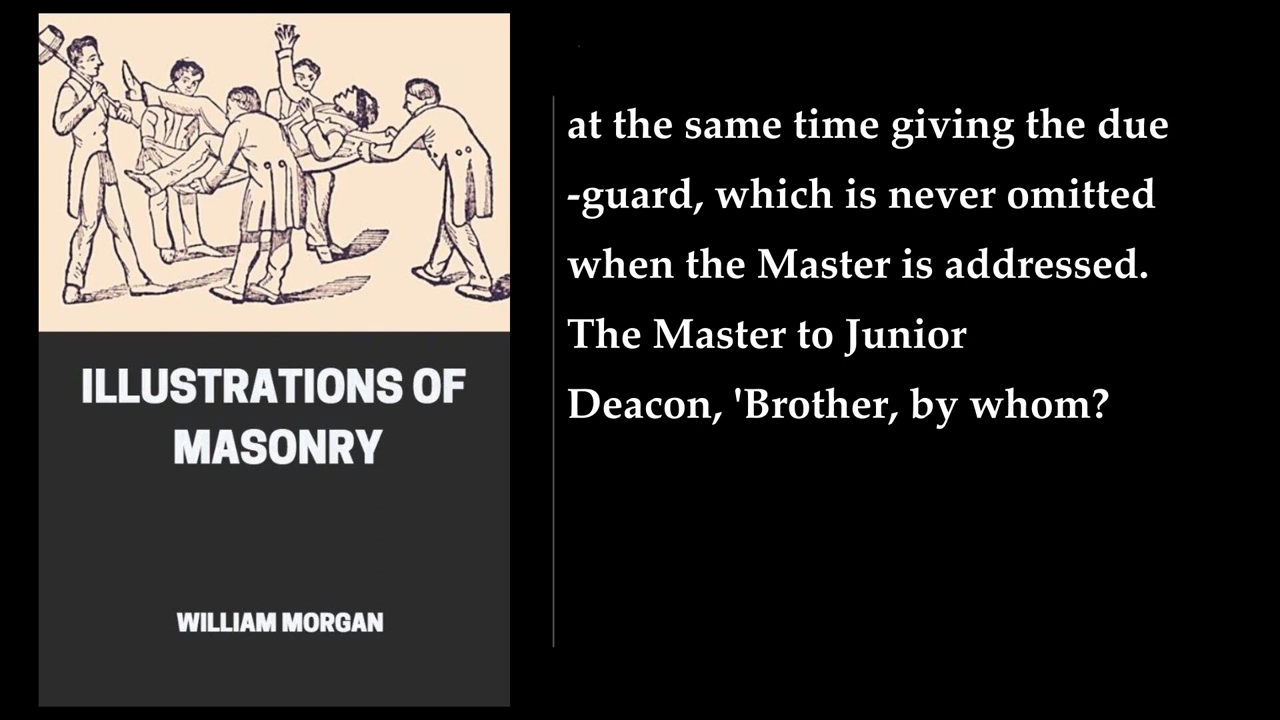 ILLUSTRATIONS OF
MASONRY
WILLIAM MORGAN
at the same time giving the due
-guard, which is never omitted
when the Master is addressed.
The Master to Junior
Deacon, 'Brother, by whom?